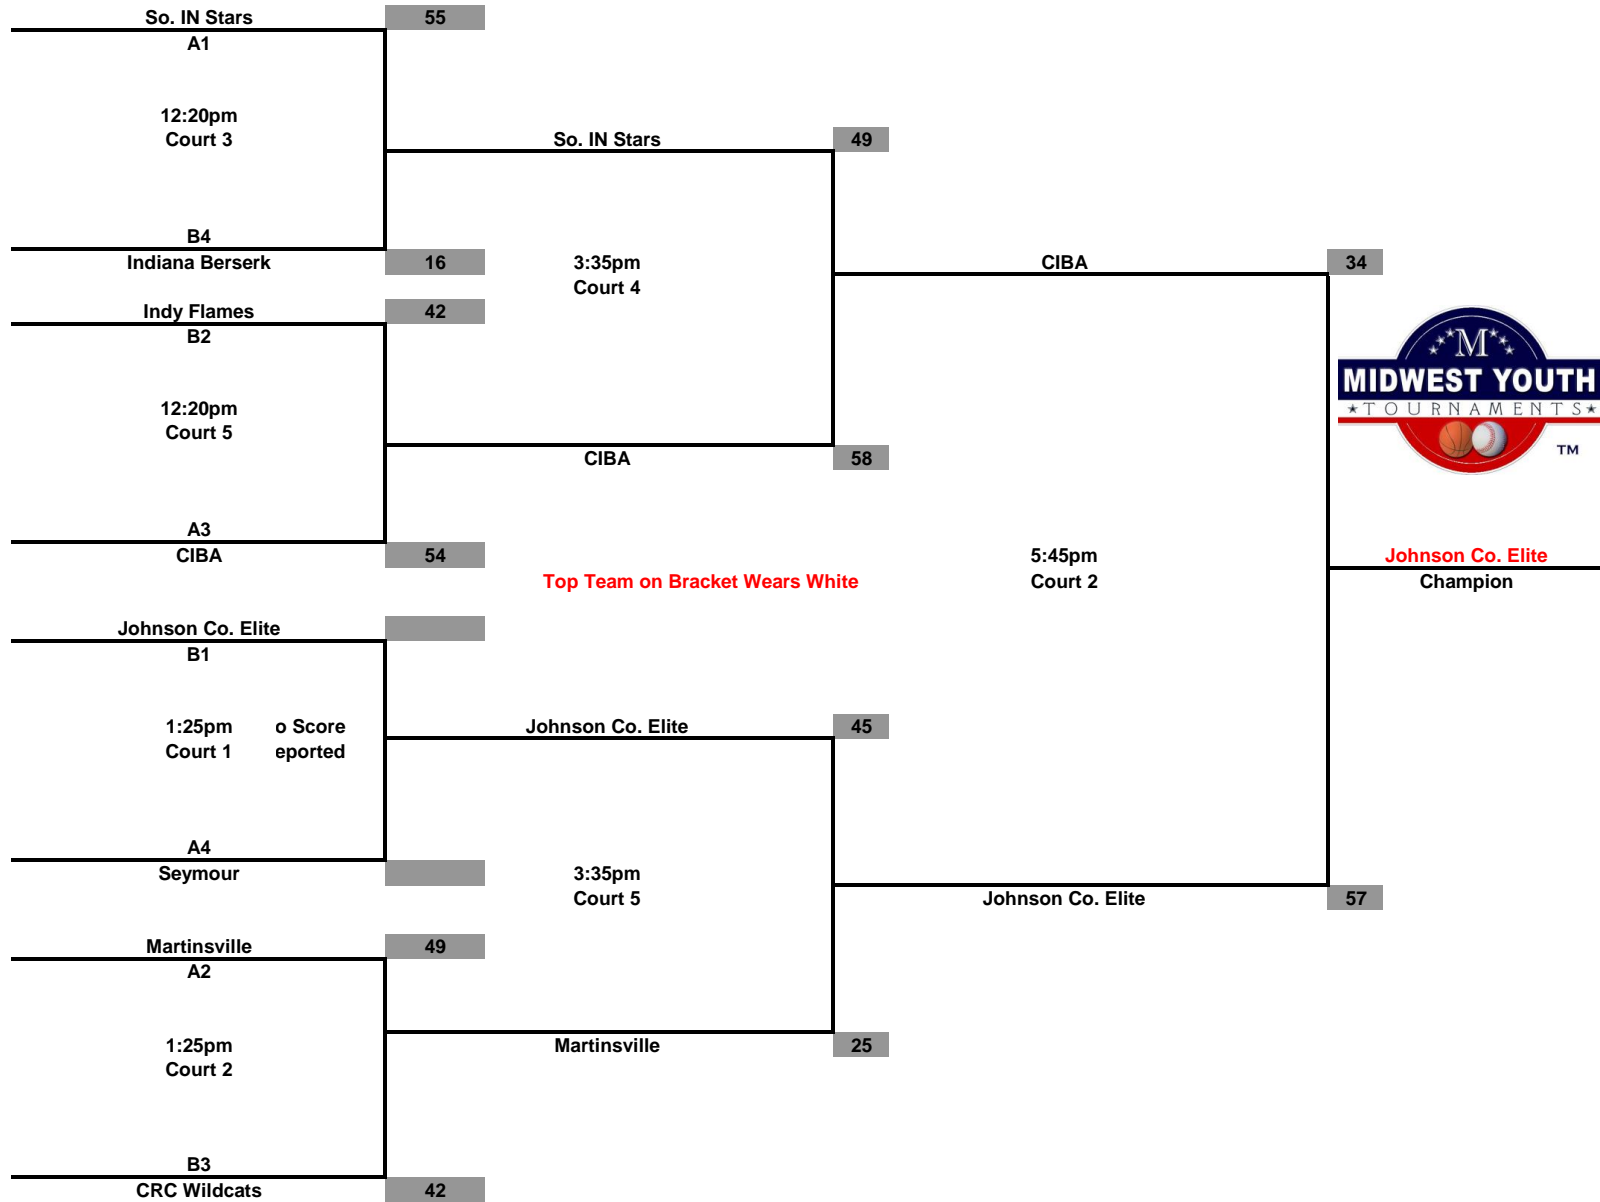 So. IN Stars 55
A1
12:20pm
Court 3
So. IN Stars 49
B4
Indiana Berserk 16
3:35pm
Court 4
CIBA 34
Indy Flames 42
B2
M
MIDWEST YOUTH
★TOURNAMENTS★
TM
12:20pm
Court 5
CIBA 58
A3
CIBA 54
Top Team on Bracket Wears White
5:45pm
Court 2
Johnson Co. Elite
Champion
Johnson Co. Elite
B1
1:25pm o Score
Court 1 eported
Johnson Co. Elite 45
A4
Seymour
3:35pm
Court 5
Johnson Co. Elite 57
Martinsville 49
A2
1:25pm
Court 2
Martinsville 25
B3
CRC Wildcats 42